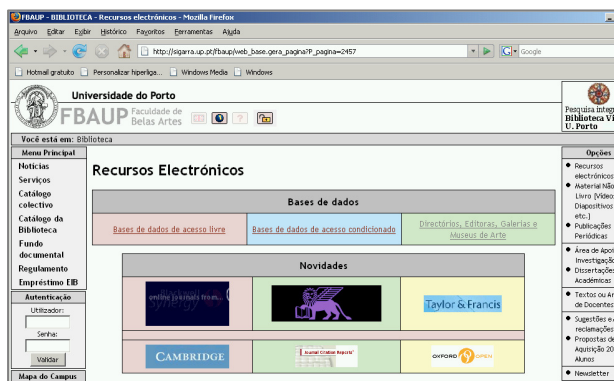 FBAUP - BIBLIOTECA - Recursos electrónicos - Mozilla Firefox
Arquivo Editar Exibir Histórico Favoritos Ferramentas Ajuda
http://sigarra.up.pt/fbaup/web_base.gera_pagina?P_pagina=2457
Google
Hotmail gratuito Personalizar hiperliga... Windows Media Windows
Universidade do Porto
FBAUP Faculdade de
Belas Artes
Pesquisa integr
Biblioteca Vi
U. Porto
Você está em: Biblioteca
Menu Principal
Notícias
Serviços
Catálogo
colectivo
Catálogo da
Biblioteca
Fundo
documental
Regulamento
Empréstimo EIB
Autenticação
Utilizador:
Senha:
Validar
Mapa do Campus
Recursos Electrónicos
Bases de dados
Bases de dados de acesso livre
Bases de dados de acesso condicionado
Directórios, Editoras, Galerias e
Museus de Arte
Novidades
Blackwell
synergy
online journals from...
Taylor & Francis
CAMBRIDGE
Journal Citation Reports
OXFORD OPEN
Opções
Recursos
electrónicos
Material Não
Livro [Vídeos
Diapositivos
etc.]
Publicações
Periódicas
Área de Apoi
Investigaçã
Dissertações
Académicas
Textos ou Ar
de Docentes
Sugestões e
reclamações
Propostas de
Aquisição 20
Alunos
Newsletter